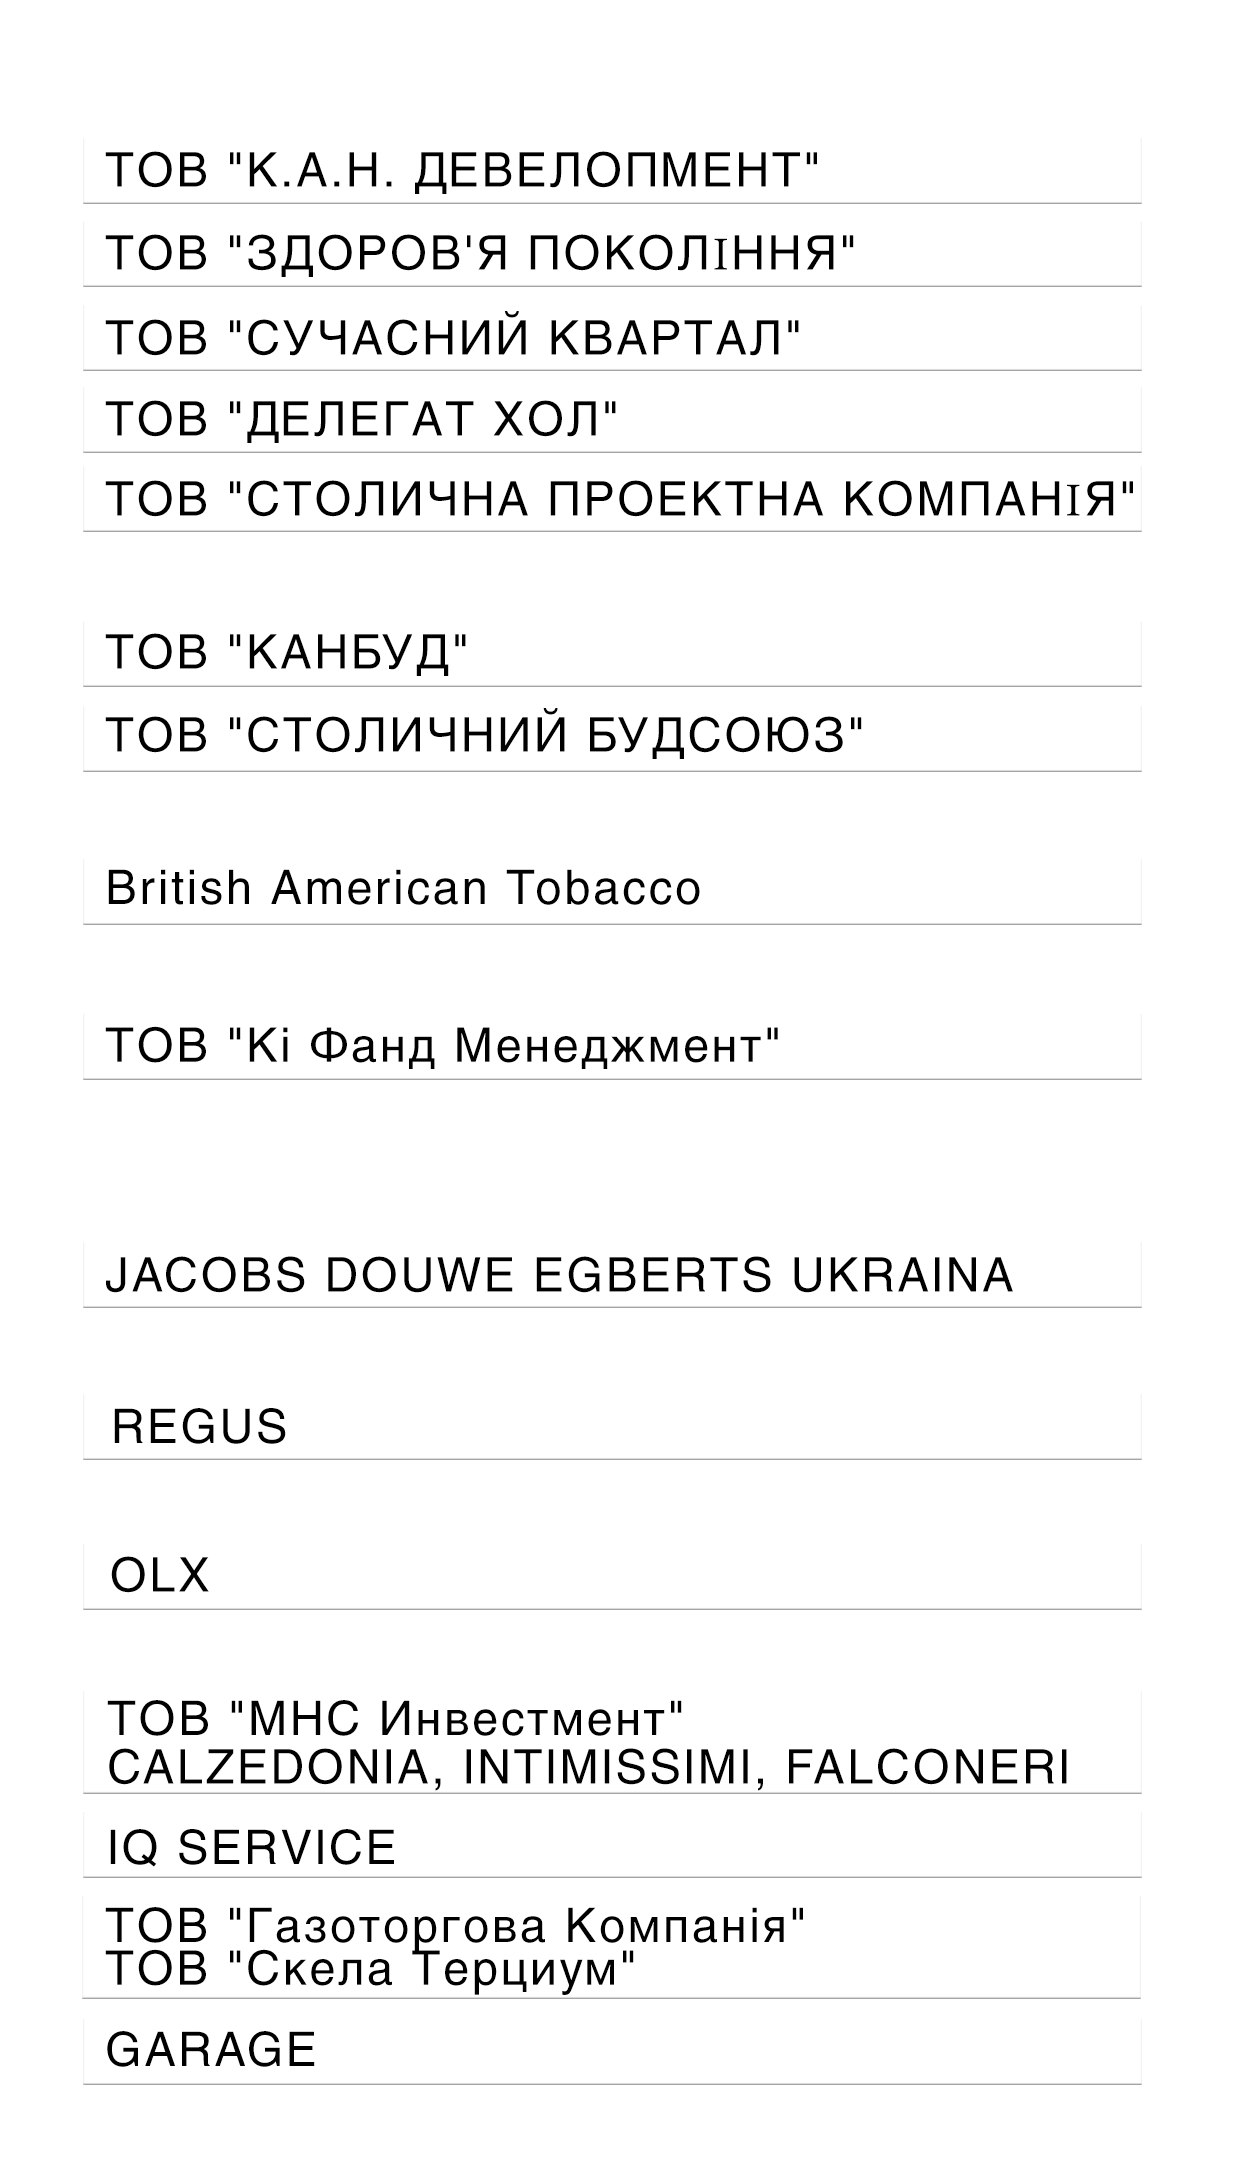 ТОВ "К.А.Н. ДЕВЕЛОПМЕНТ"
ТОВ "ЗДОРОВ'Я ПОКОЛІННЯ"
ТОВ "СУЧАСНИЙ КВАРТАЛ"
ТОВ "ДЕЛЕГАТ ХОЛ"
ТОВ "СТОЛИЧНА ПРОЕКТНА КОМПАНІЯ"
ТОВ "КАНБУД"
ТОВ "СТОЛИЧНИЙ БУДСОЮЗ"
British American Tobacco
ТОВ "Кі Фанд Менеджмент"
JACOBS DOUWE EGBERTS UKRAINA
REGUS
OLX
ТОВ "МНС Инвестмент"
CALZEDONIA, INTIMISSIMI, FALCONERI
IQ SERVICE
ТОВ "Газоторгова Компанія"
ТОВ "Скела Терциум"
GARAGE